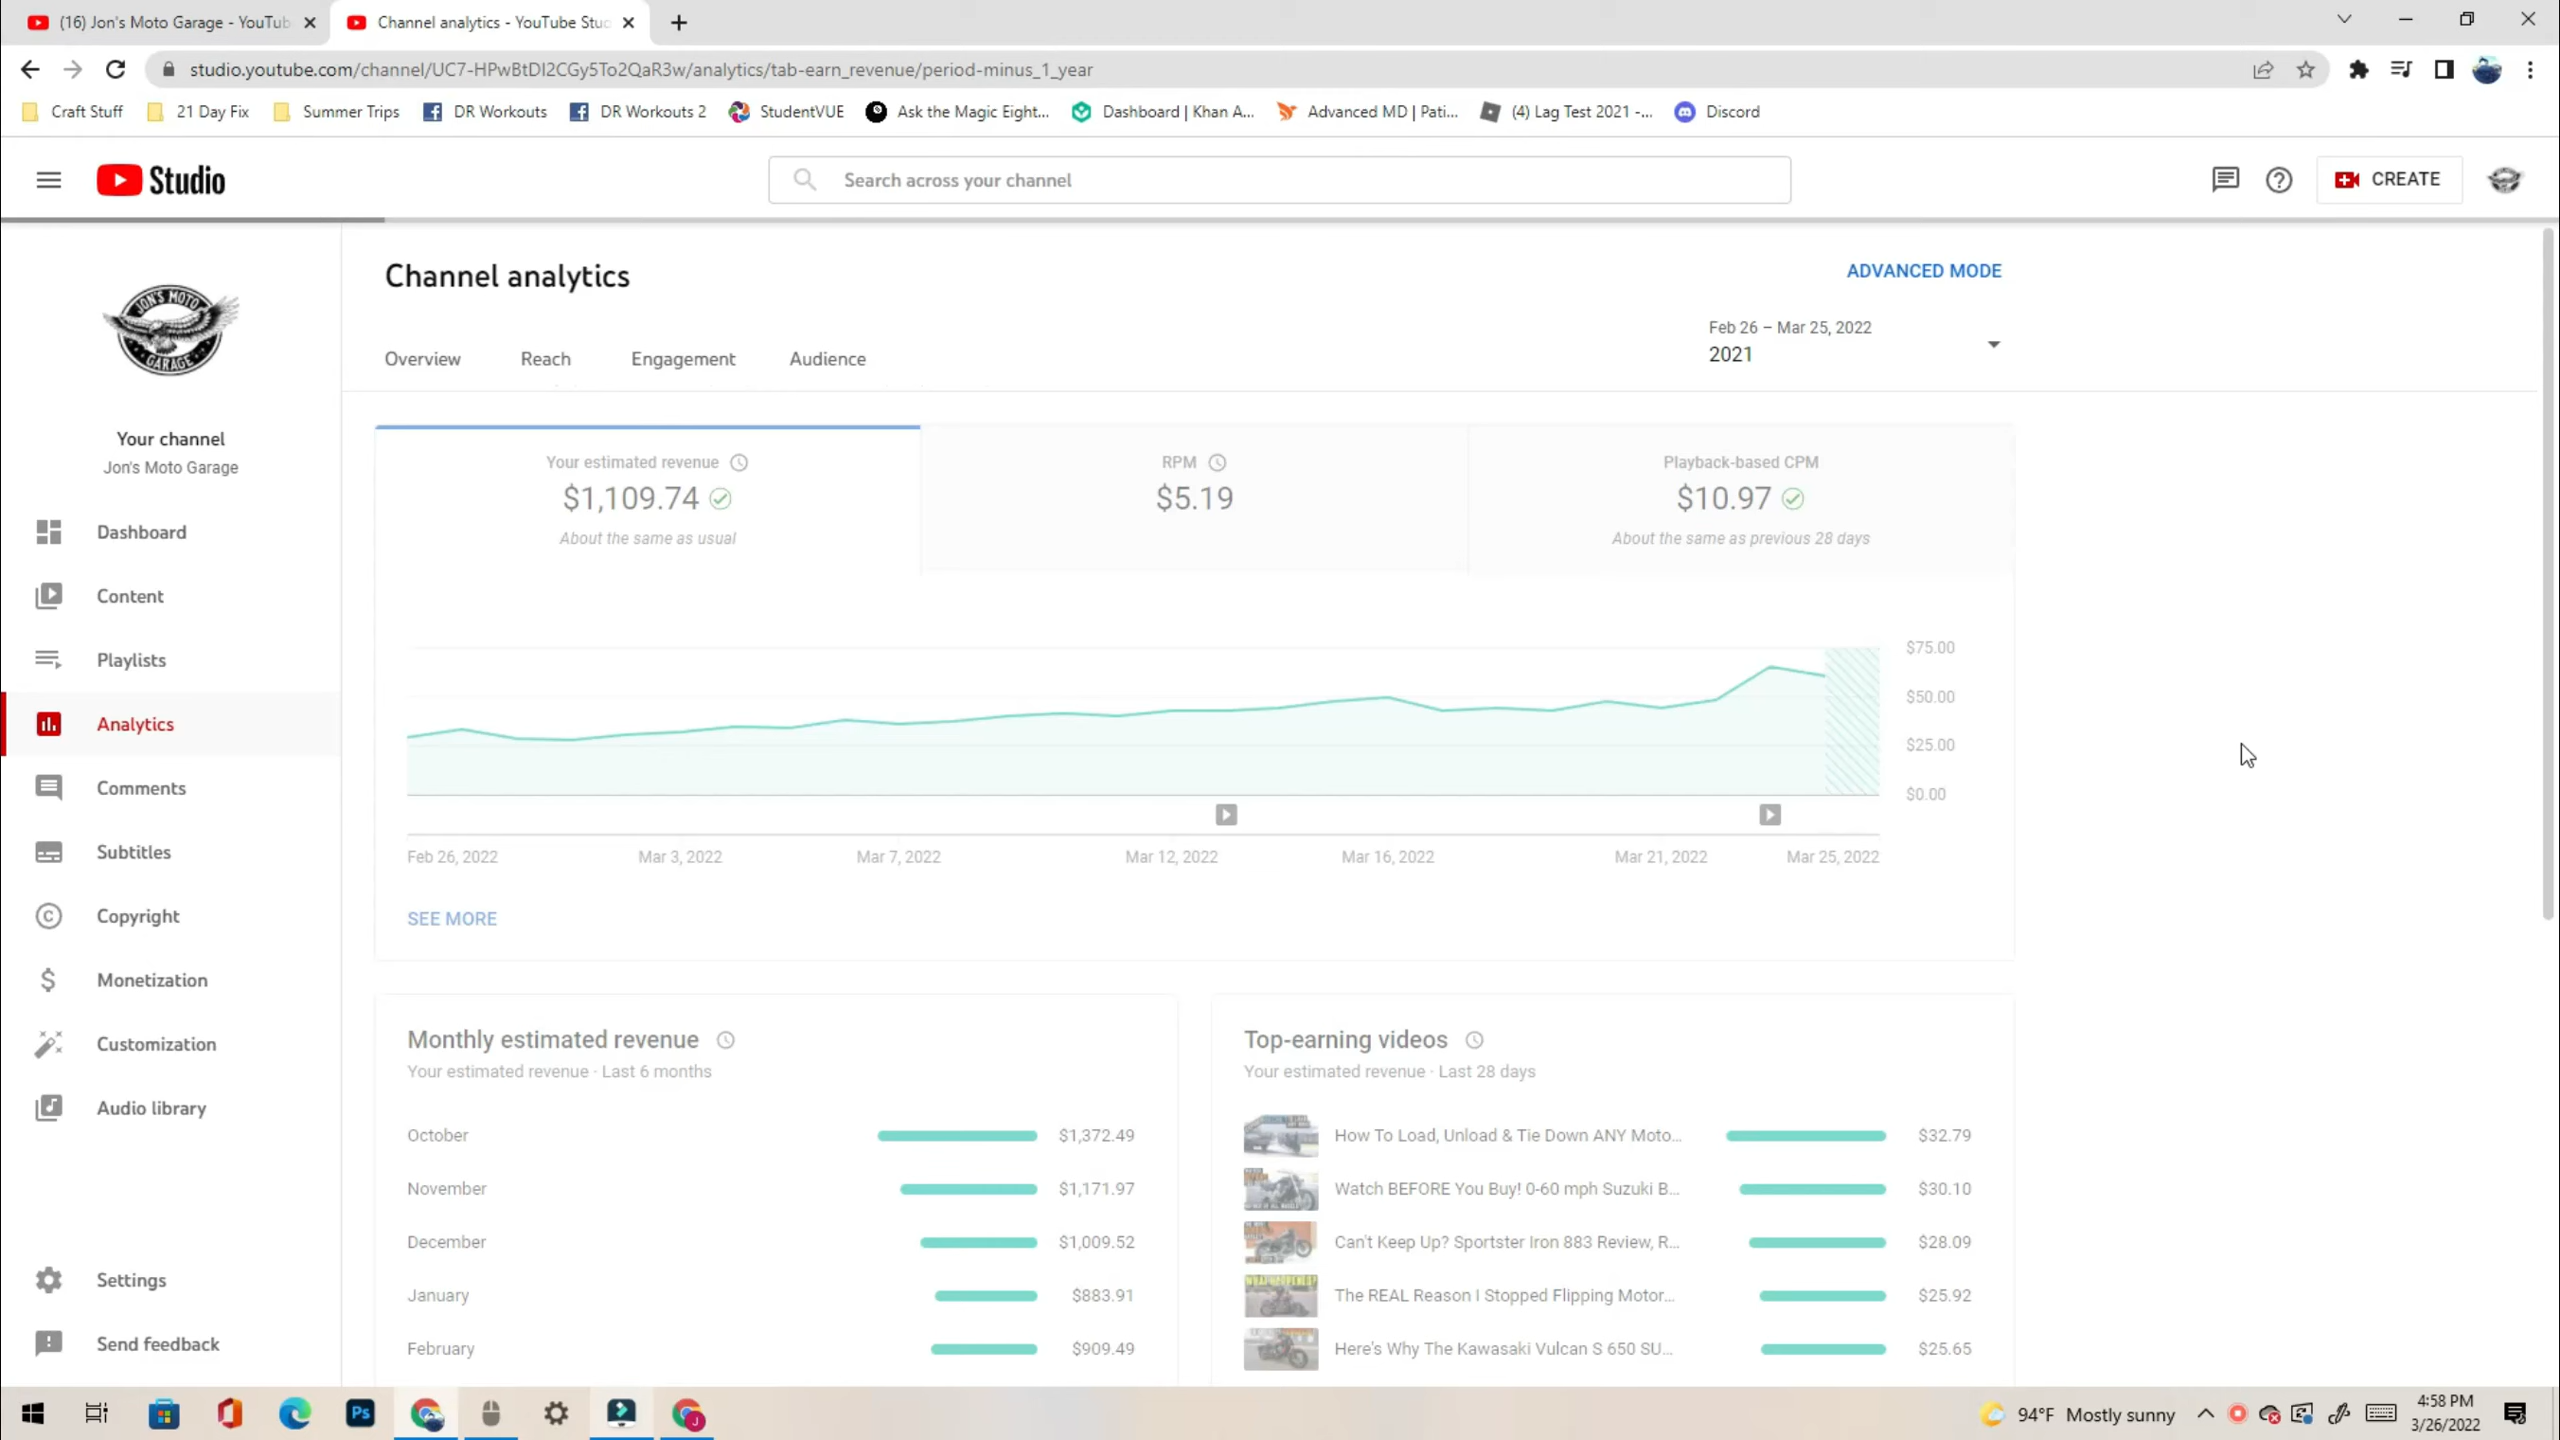 (16) Jon's Moto Garage - YouTub
Channel analytics - YouTube Stu
studio.youtube.com/channel/UC7-HPwBtDI2CGy5To2QaR3w/analytics/tab-earn_revenue/period-minus_1_year
Craft Stuff
21 Day Fix
Summer Trips
DR Workouts
DR Workouts 2
StudentVUE
Ask the Magic Eight...
Dashboard | Khan A...
Advanced MD | Pati...
(4) Lag Test 2021 -...
Discord
Studio
Search across your channel
CREATE
JON'S MOTO
GARAGE
Your channel
Jon's Moto Garage
Dashboard
Content
Playlists
Analytics
Comments
Subtitles
Copyright
Monetization
Customization
Audio library
Settings
Send feedback
Channel analytics
ADVANCED MODE
Feb 26 – Mar 25, 2022
2021
Overview
Reach
Engagement
Audience
Your estimated revenue
$1,109.74
About the same as usual
RPM
$5.19
Playback-based CPM
$10.97
About the same as previous 28 days
$75.00
$50.00
$25.00
$0.00
Feb 26, 2022
Mar 3, 2022
Mar 7, 2022
Mar 12, 2022
Mar 16, 2022
Mar 21, 2022
Mar 25, 2022
SEE MORE
Monthly estimated revenue
Your estimated revenue · Last 6 months
October $1,372.49
November $1,171.97
December $1,009.52
January $883.91
February $909.49
Top-earning videos
Your estimated revenue · Last 28 days
How To Load, Unload & Tie Down ANY Moto... $32.79
Watch BEFORE You Buy! 0-60 mph Suzuki B... $30.10
Can't Keep Up? Sportster Iron 883 Review, R... $28.09
The REAL Reason I Stopped Flipping Motor... $25.92
Here's Why The Kawasaki Vulcan S 650 SU... $25.65
WHAT HAPPENED?
Ps
J
94°F Mostly sunny
4:58 PM
3/26/2022